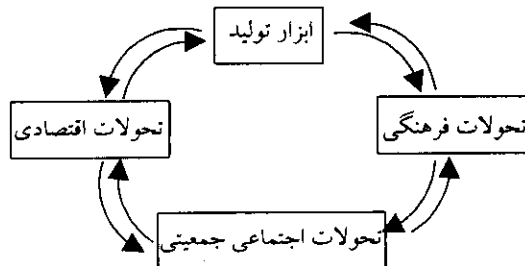 ابزار تولید
تحولات فرهنگی
تحولات اقتصادی
تحولات اجتماعی جمعیتی